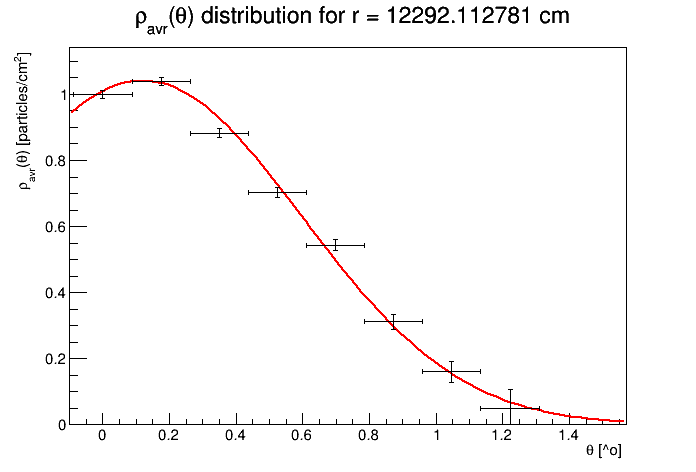 ρavr(θ) distribution for r = 12292.112781 cm
ρavr(θ) [particles/cm2]
1
0.8
0.6
0.4
0.2
0
0 0.2 0.4 0.6 0.8 1 1.2 1.4
θ [^o]